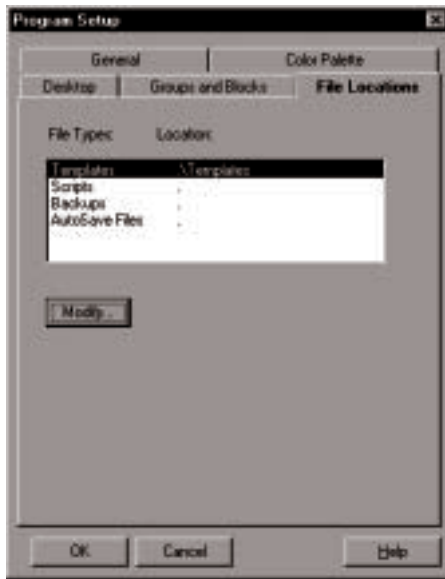 Program Setup
General Color Palette
Desktop Groups and Blocks File Locations
File Types: Location:
Templates .\Templates
Scripts .
Backups .
AutoSave Files .
Modify...
OK Cancel Help